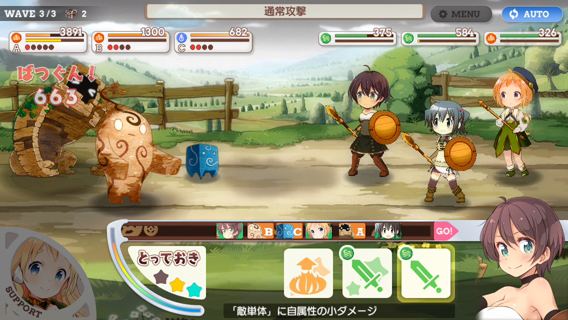 WAVE 3/3 2
通常攻撃
MENU
AUTO
A 3891
B 1300
C 682
375
584
326
ばつぐん！
663
B C A GO!
とっておき
SUPPORT
「敵単体」に自属性の小ダメージ